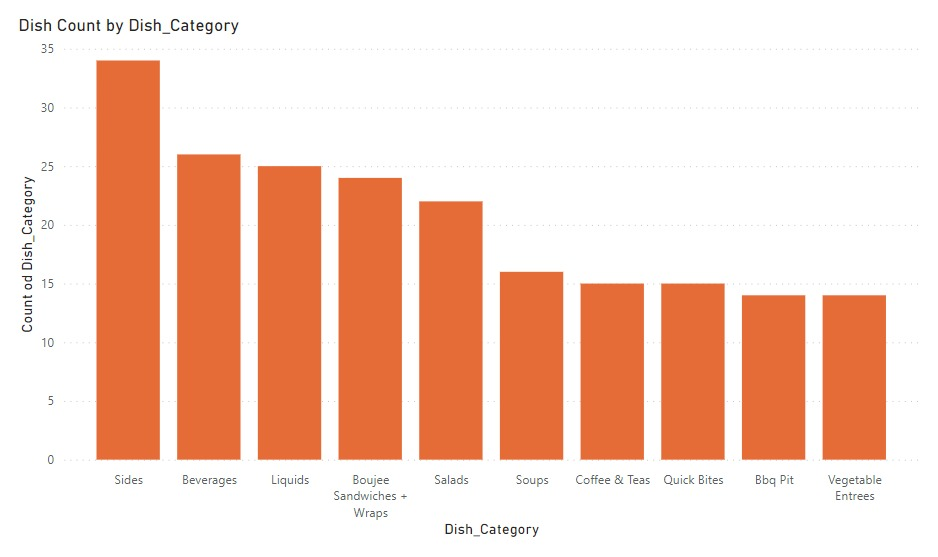 Dish Count by Dish_Category
35
30
25
20
15
10
5
0
Count od Dish_Category
Sides
Beverages
Liquids
Boujee
Sandwiches +
Wraps
Salads
Soups
Coffee & Teas
Quick Bites
Bbq Pit
Vegetable
Entrees
Dish_Category